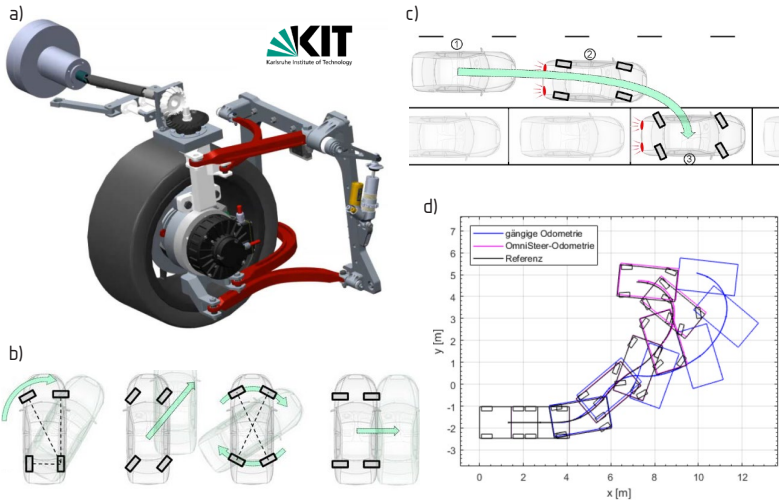 a)
KIT
Karlsruhe Institute of Technology
b)
c)
1
2
3
d)
gängige Odometrie
OmniSteer-Odometrie
Referenz
7
6
5
4
3
2
1
0
-1
-2
-3
y [m]
0
2
4
6
8
10
12
x [m]